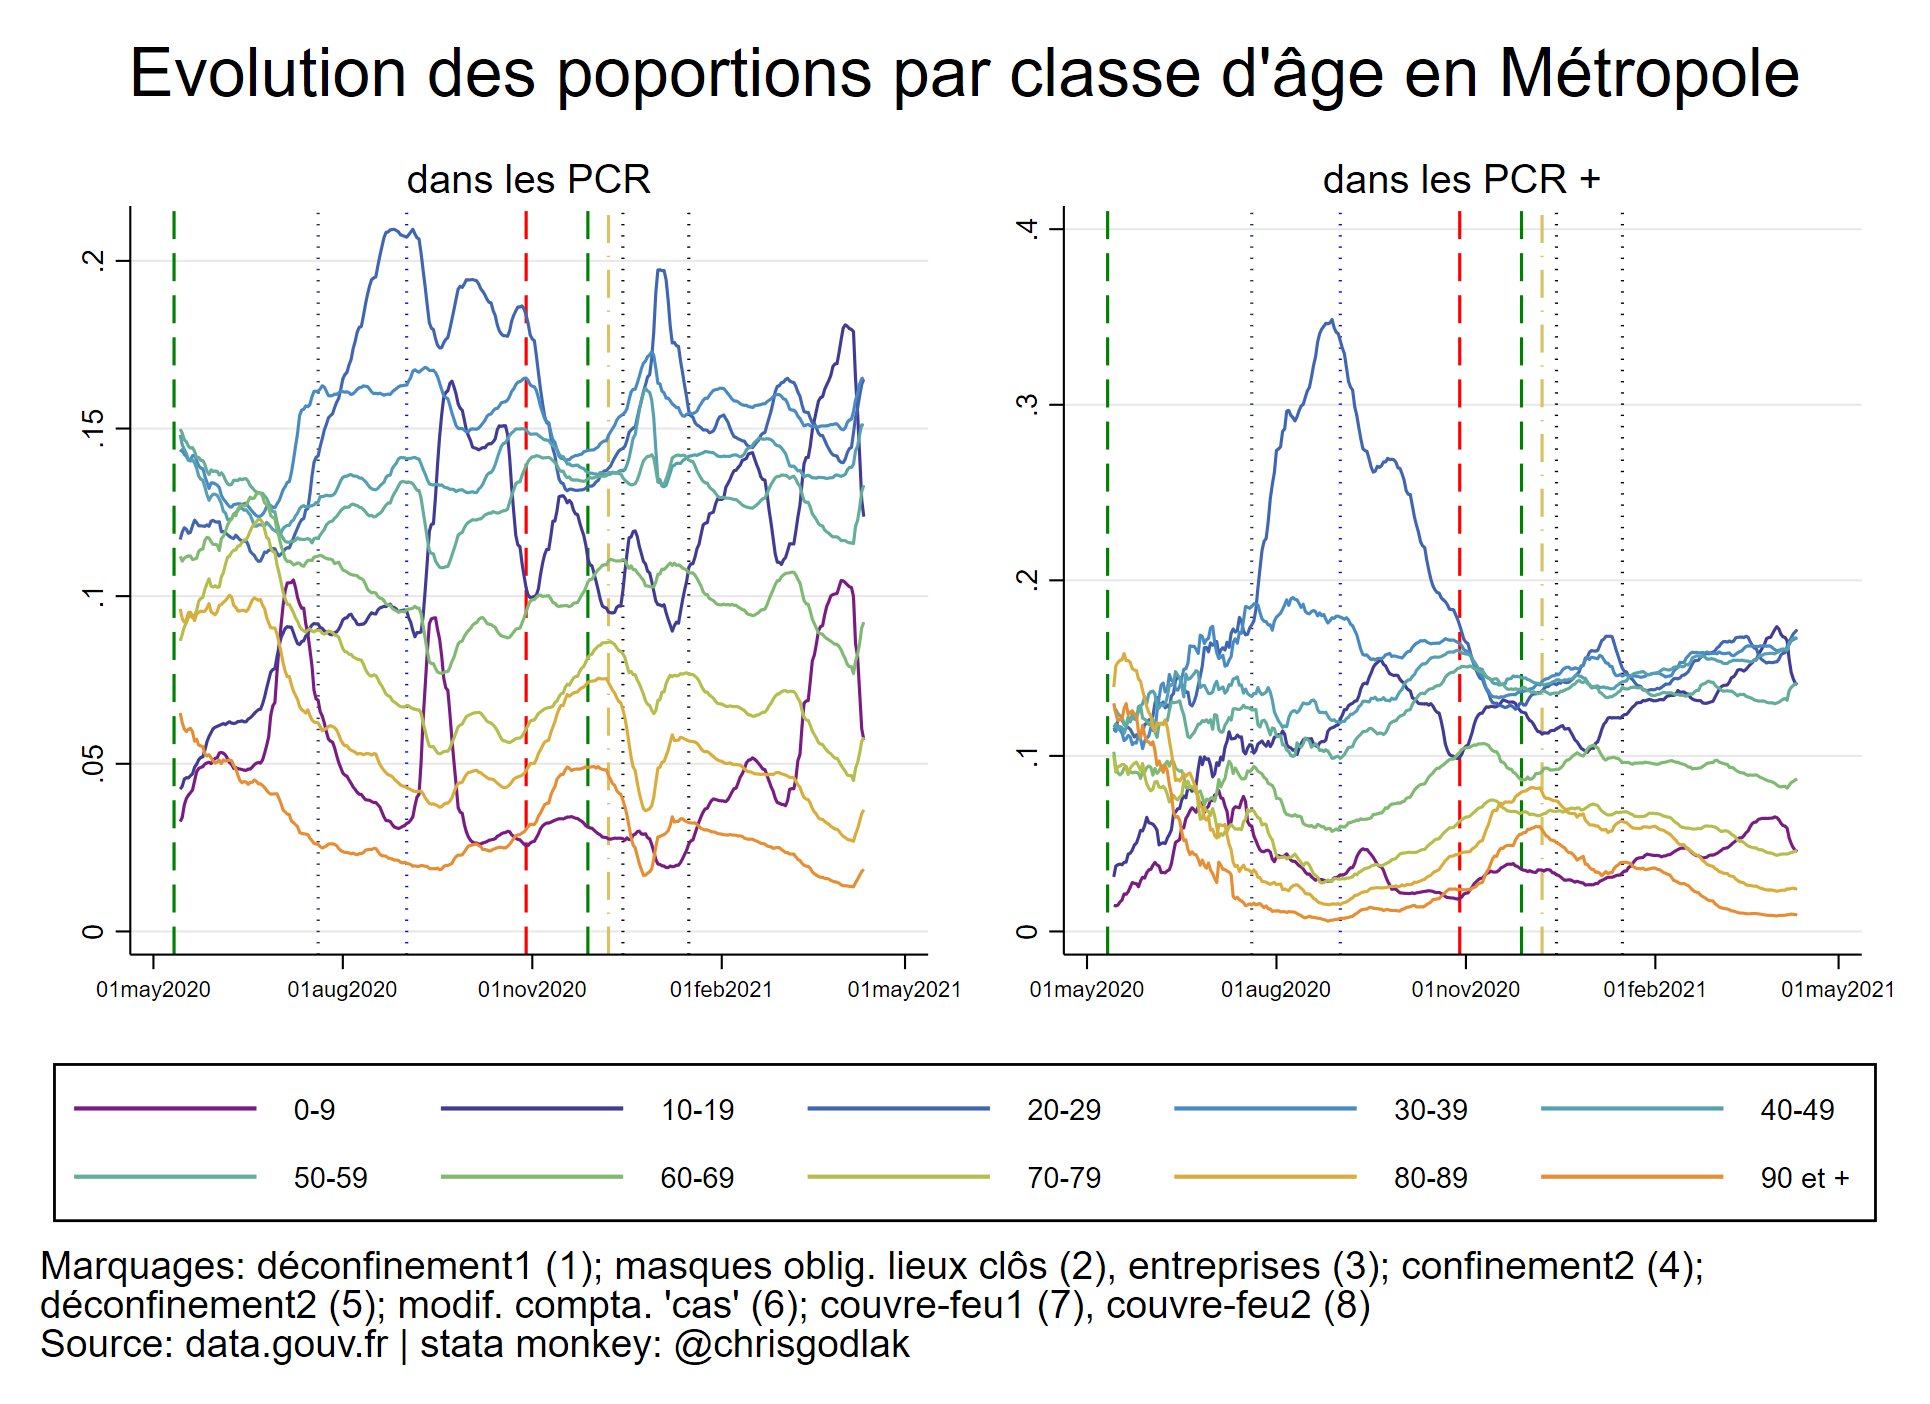 Evolution des poportions par classe d'âge en Métropole
dans les PCR
.2
.15
.1
.05
0
01may2020 01aug2020 01nov2020 01feb2021 01may2021
dans les PCR +
.4
.3
.2
.1
0
01may2020 01aug2020 01nov2020 01feb2021 01may2021
0-9 10-19 20-29 30-39 40-49
50-59 60-69 70-79 80-89 90 et +
Marquages: déconfinement1 (1); masques oblig. lieux clôs (2), entreprises (3); confinement2 (4);
déconfinement2 (5); modif. compta. 'cas' (6); couvre-feu1 (7), couvre-feu2 (8)
Source: data.gouv.fr | stata monkey: @chrisgodlak